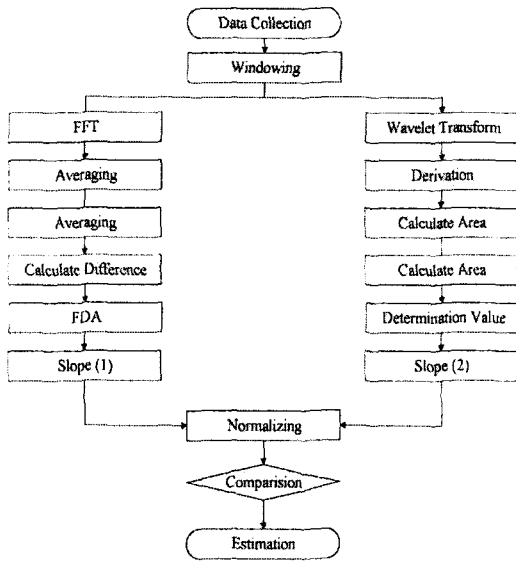 Data Collection
Windowing
FFT
Averaging
Averaging
Calculate Difference
FDA
Slope (1)
Wavelet Transform
Derivation
Calculate Area
Calculate Area
Determination Value
Slope (2)
Normalizing
Comparision
Estimation